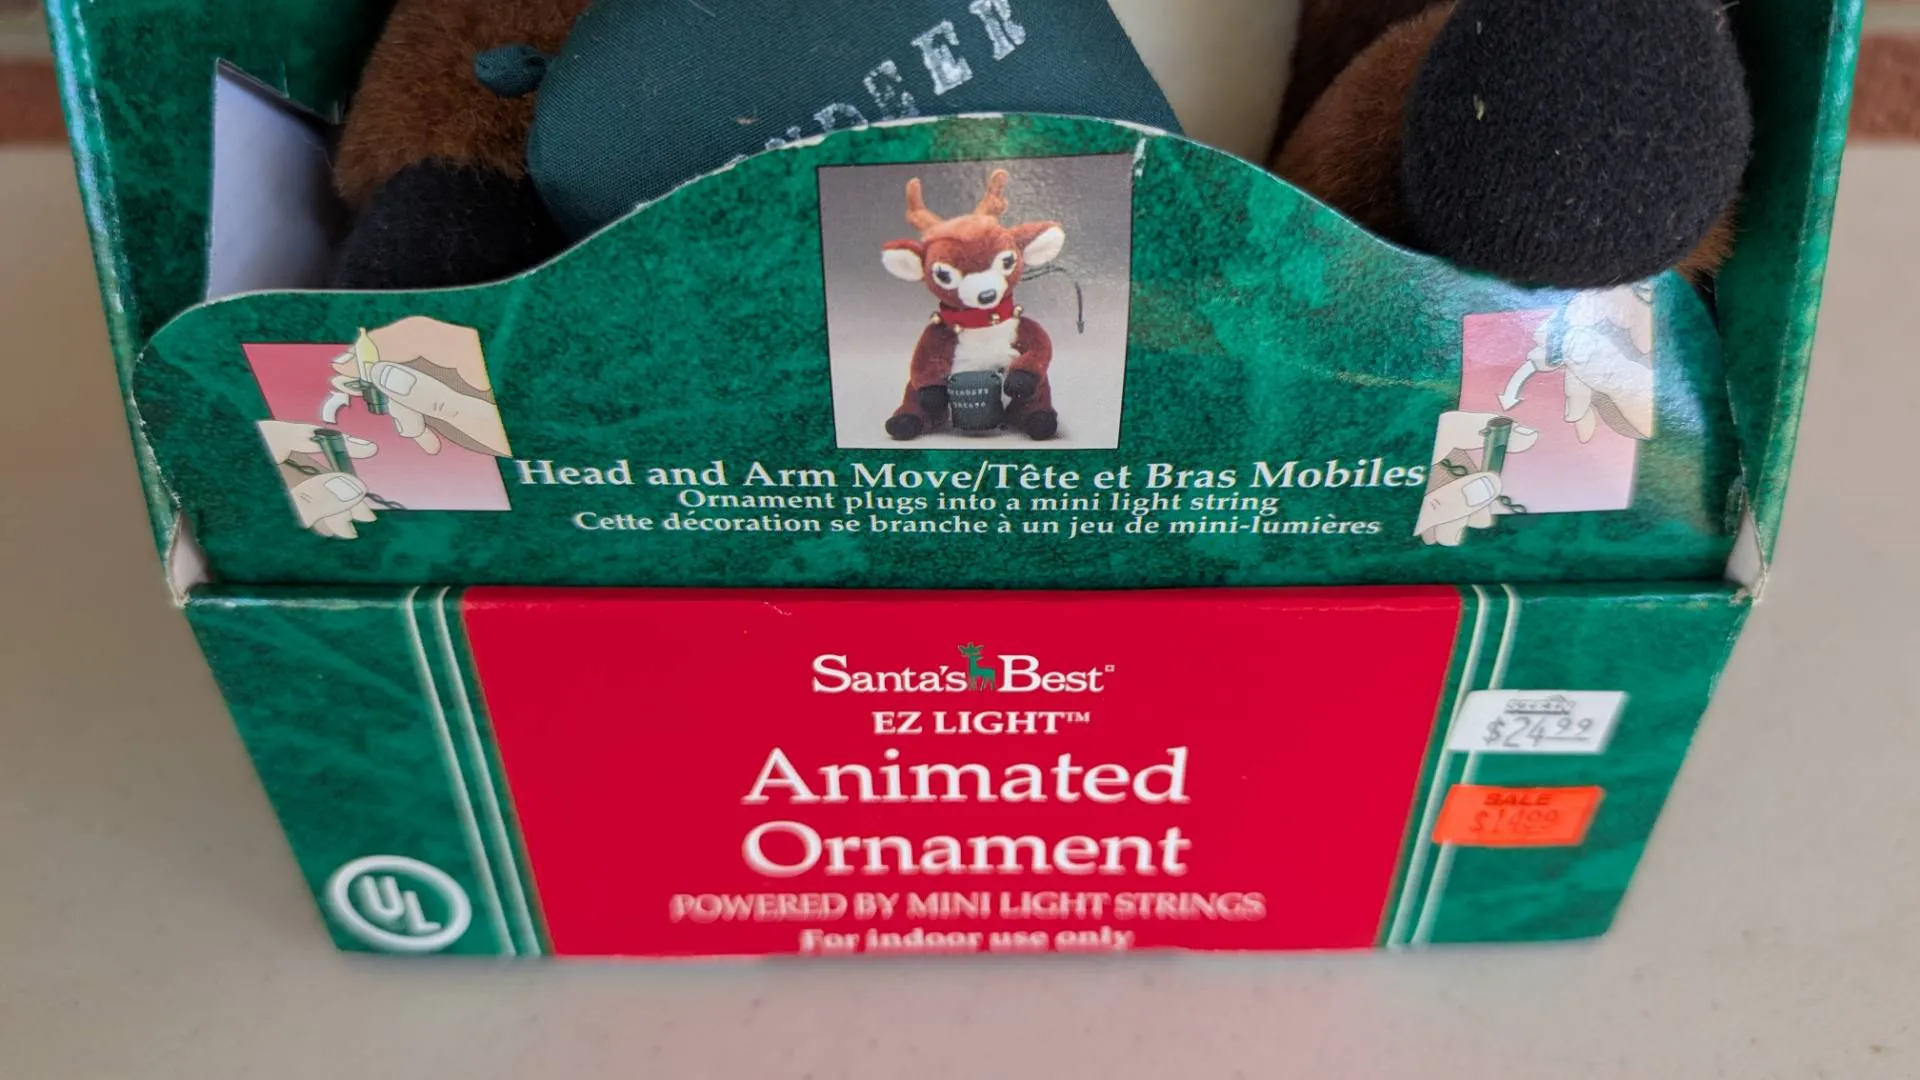 Head and Arm Move/Tête et Bras Mobiles
Ornament plugs into a mini light string
Cette décoration se branche à un jeu de mini-lumières
Santa's Best
EZ LIGHT™
Animated
Ornament
POWERED BY MINI LIGHT STRINGS
For indoor use only
UL
$24.99
SALE
$14.99